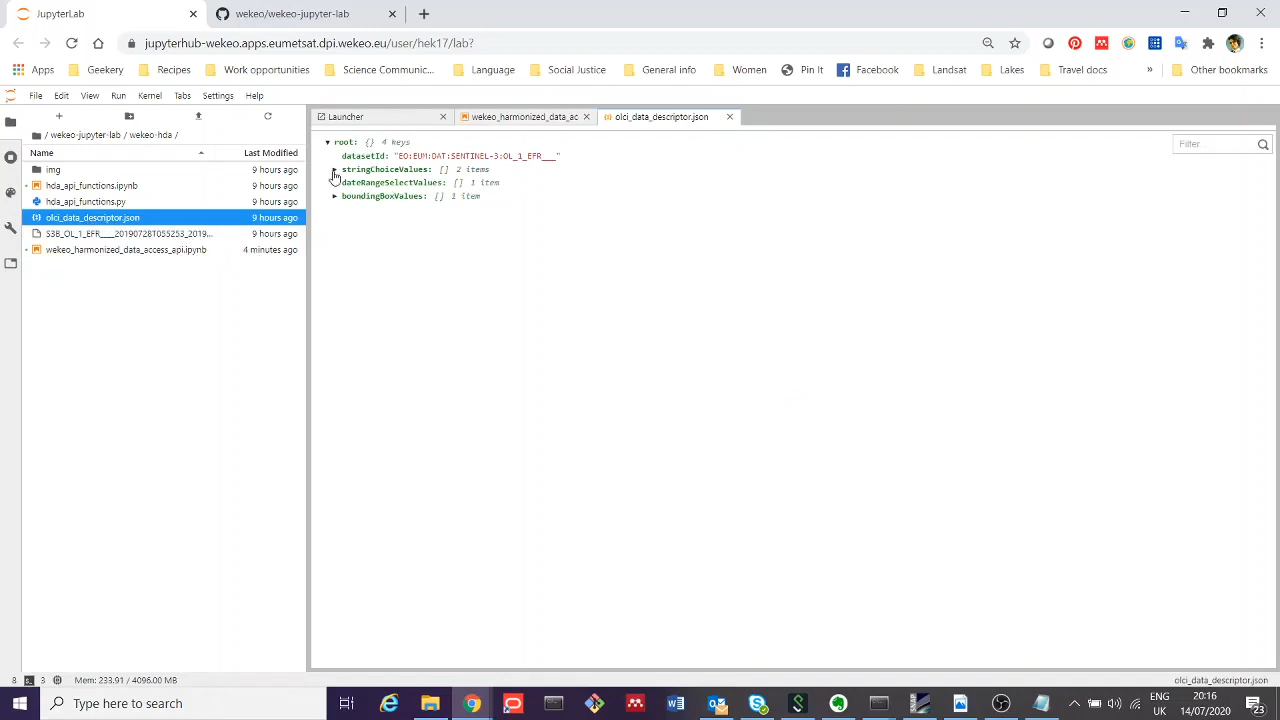 JupyterLab
wekeo/wekeo-jupyter-lab
jupyterhub-wekeo.apps.eumetsat.dpi.wekeo.eu/user/hek17/lab?
Apps Geekery Recipes Work opportunities Science Communic... Language Social Justice General info Women Pin It Facebook Landsat Lakes Travel docs » Other bookmarks
File Edit View Run Kernel Tabs Settings Help
Launcher wekeo_harmonized_data_ac olci_data_descriptor.json
/ wekeo-jupyter-lab / wekeo-hda /
Name Last Modified
img 9 hours ago
hda_api_functions.ipynb 9 hours ago
hda_api_functions.py 9 hours ago
olci_data_descriptor.json 9 hours ago
S3B_OL_1_EFR____20190728T055253_2019... 9 hours ago
wekeo_harmonized_data_access_api.ipynb 4 minutes ago
root: {} 4 keys
datasetId: "EO:EUM:DAT:SENTINEL-3:OL_1_EFR___"
stringChoiceValues: [] 2 items
dateRangeSelectValues: [] 1 item
boundingBoxValues: [] 1 item
Filter...
8 3 Mem: 233.91 / 4096.00 MB
olci_data_descriptor.json
Type here to search
ENG
UK
20:16
14/07/2020
23